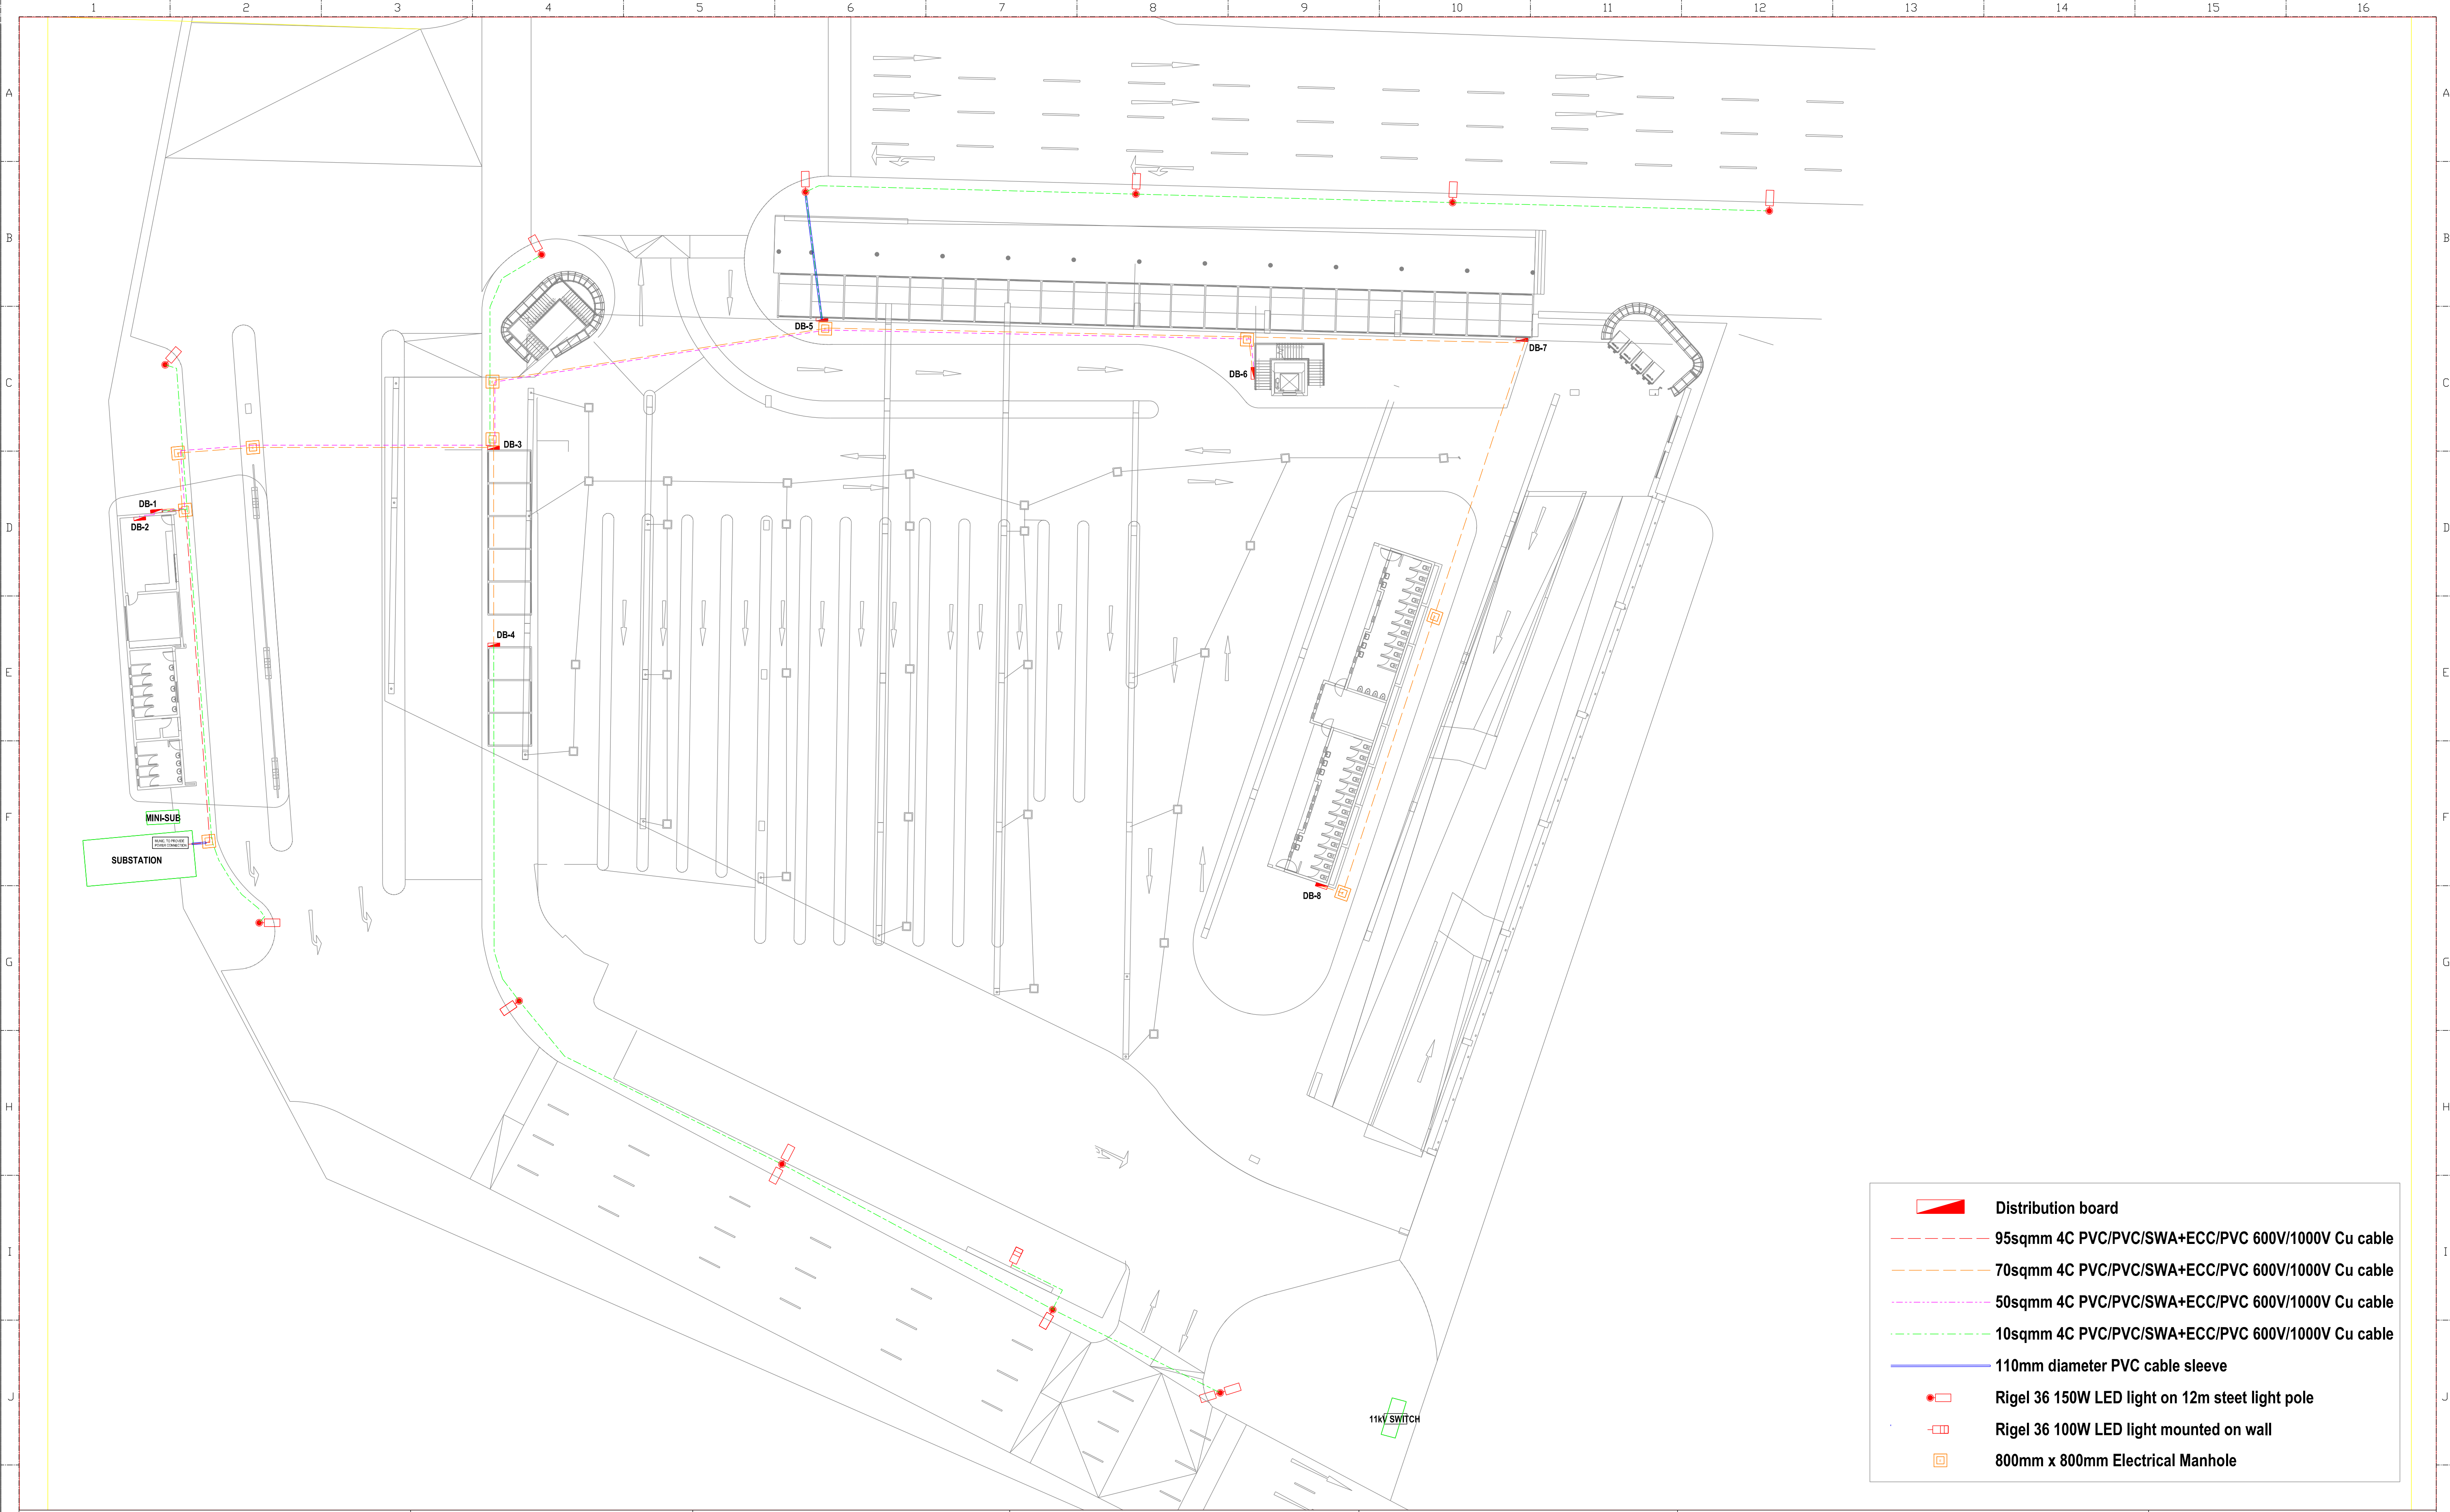 1 2 3 4 5 6 7 8 9 10 11 12 13 14 15 16
A A
B B
DB-5
DB-7
DB-6
C C
DB-3
DB-1
DB-2
D D
DB-4
E E
MINI-SUB
F F
SUBSTATION
DB-8
G G
H H
Distribution board
95sqmm 4C PVC/PVC/SWA+ECC/PVC 600V/1000V Cu cable
I I
70sqmm 4C PVC/PVC/SWA+ECC/PVC 600V/1000V Cu cable
50sqmm 4C PVC/PVC/SWA+ECC/PVC 600V/1000V Cu cable
10sqmm 4C PVC/PVC/SWA+ECC/PVC 600V/1000V Cu cable
110mm diameter PVC cable sleeve
J J
Rigel 36 150W LED light on 12m steet light pole
11kV SWITCH
Rigel 36 100W LED light mounted on wall
800mm x 800mm Electrical Manhole